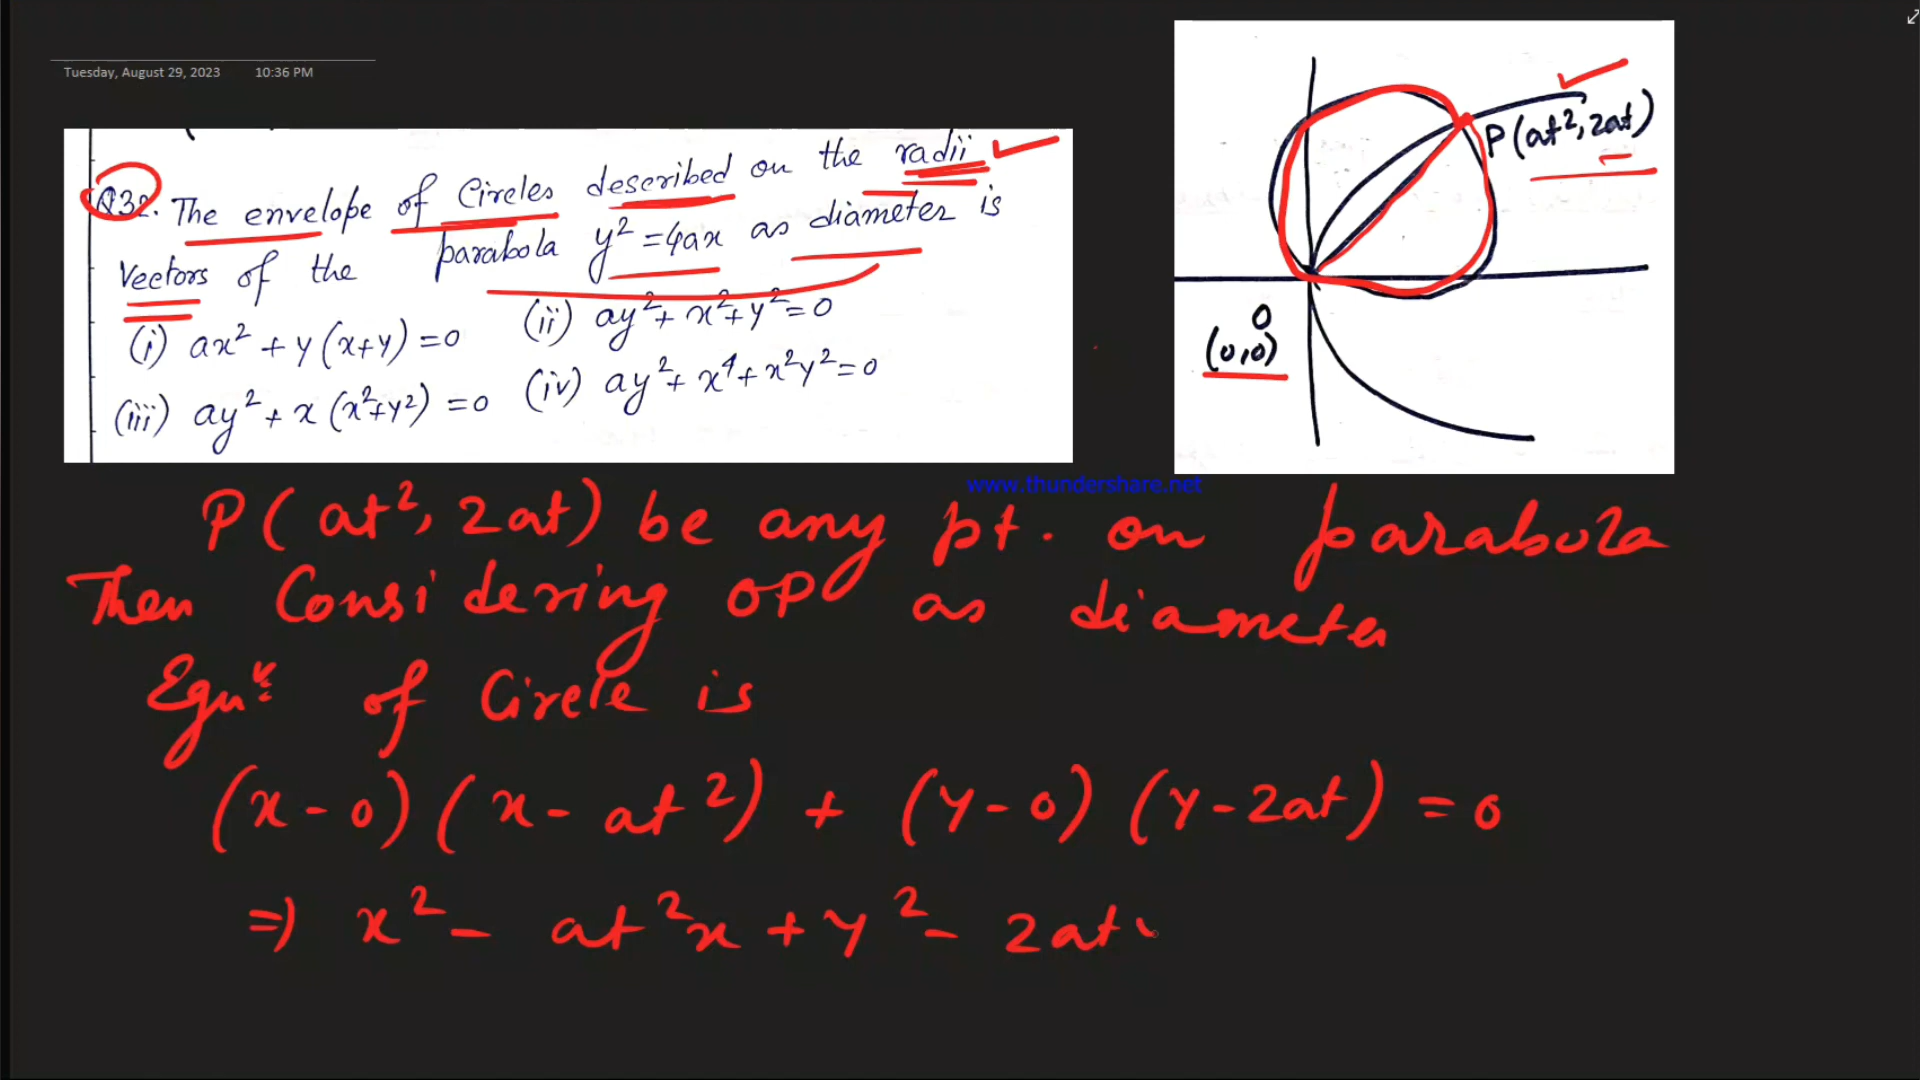 Tuesday, August 29, 2023 10:36 PM
Q32. The envelope of Circles described on the radii
Vectors of the parabola y² = 4ax as diameter is
(i) ax² + y(x+y) = 0 (ii) ay² + x² + y² = 0
(iii) ay² + x(x²+y²) = 0 (iv) ay² + x⁴ + x²y² = 0
P(at², 2at)
0
(0,0)
www.thundershare.net
P(at², 2at) be any pt. on parabola
Then Considering OP as diameter
Equⁿ of Circle is
(x-0)(x-at²) + (y-0)(y-2at) = 0
⇒ x² - at²x + y² - 2at